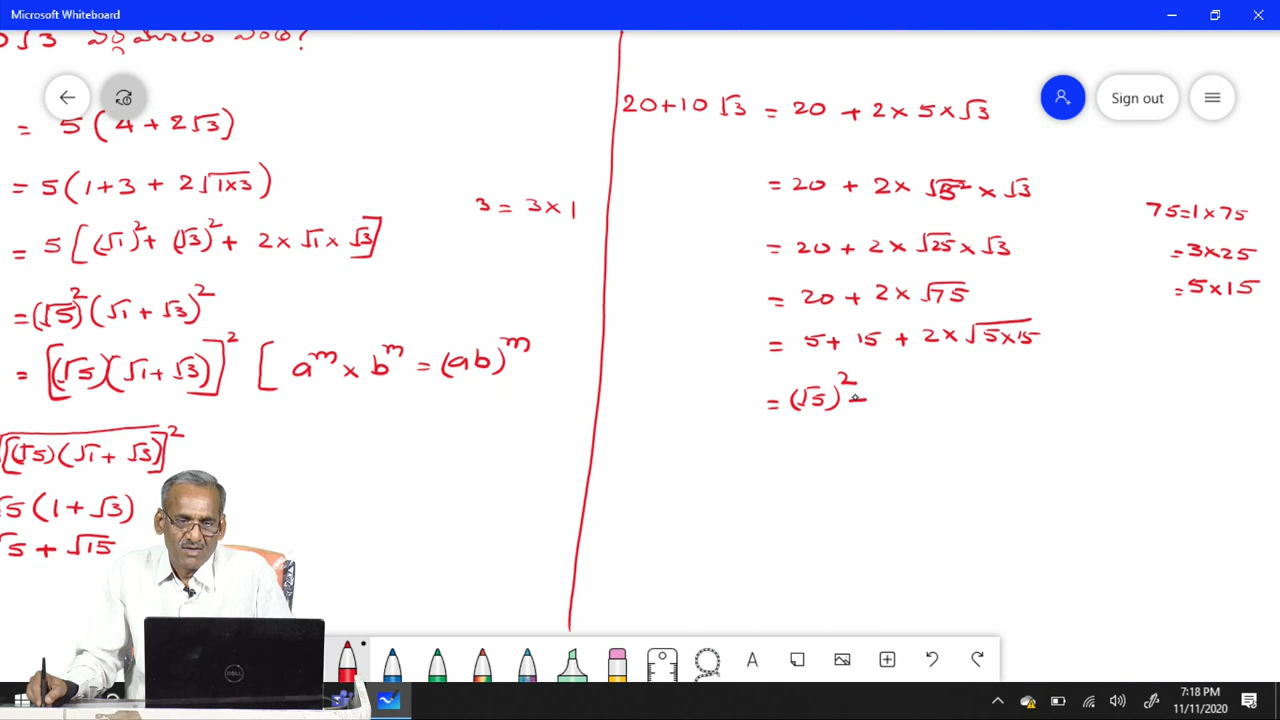 Microsoft Whiteboard
√3 వర్గమూలం ఎంత?
= 5(4+2√3)
= 5(1+3+2√(1×3))
3 = 3×1
= 5[(√1)²+(√3)²+2×√1×√3]
= (√5)²(√1+√3)²
= [(√5)(√1+√3)]² [a^m × b^m = (ab)^m
√[(√5)(√1+√3)]²
√5(1+√3)
√5+√15
20+10√3 = 20+2×5×√3
= 20+2×√5²×√3
= 20+2×√25×√3
= 20+2×√75
= 5+15+2×√(5×15)
= (√5)²
75=1×75
=3×25
=5×15
Sign out
DELL
A
7:18 PM
11/11/2020